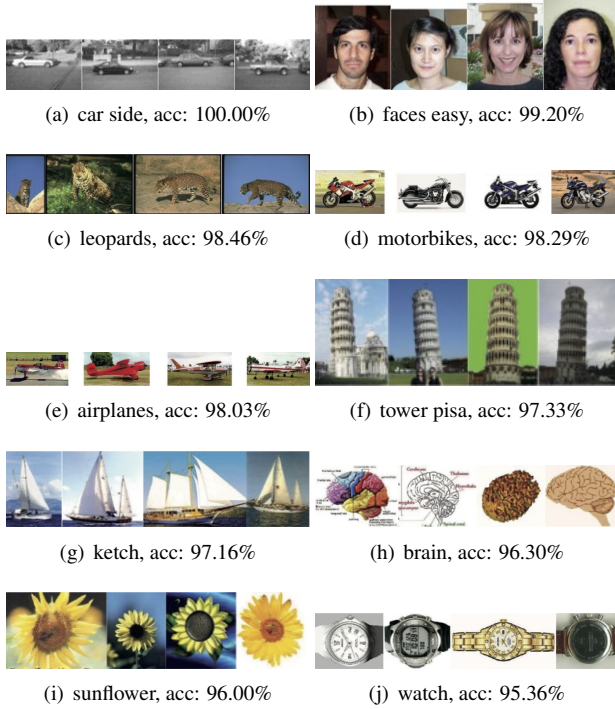 (a) car side, acc: 100.00%
(b) faces easy, acc: 99.20%
(c) leopards, acc: 98.46%
(d) motorbikes, acc: 98.29%
(e) airplanes, acc: 98.03%
(f) tower pisa, acc: 97.33%
(g) ketch, acc: 97.16%
Cerebrum
Thalamus
(h) brain, acc: 96.30%
(i) sunflower, acc: 96.00%
(j) watch, acc: 95.36%